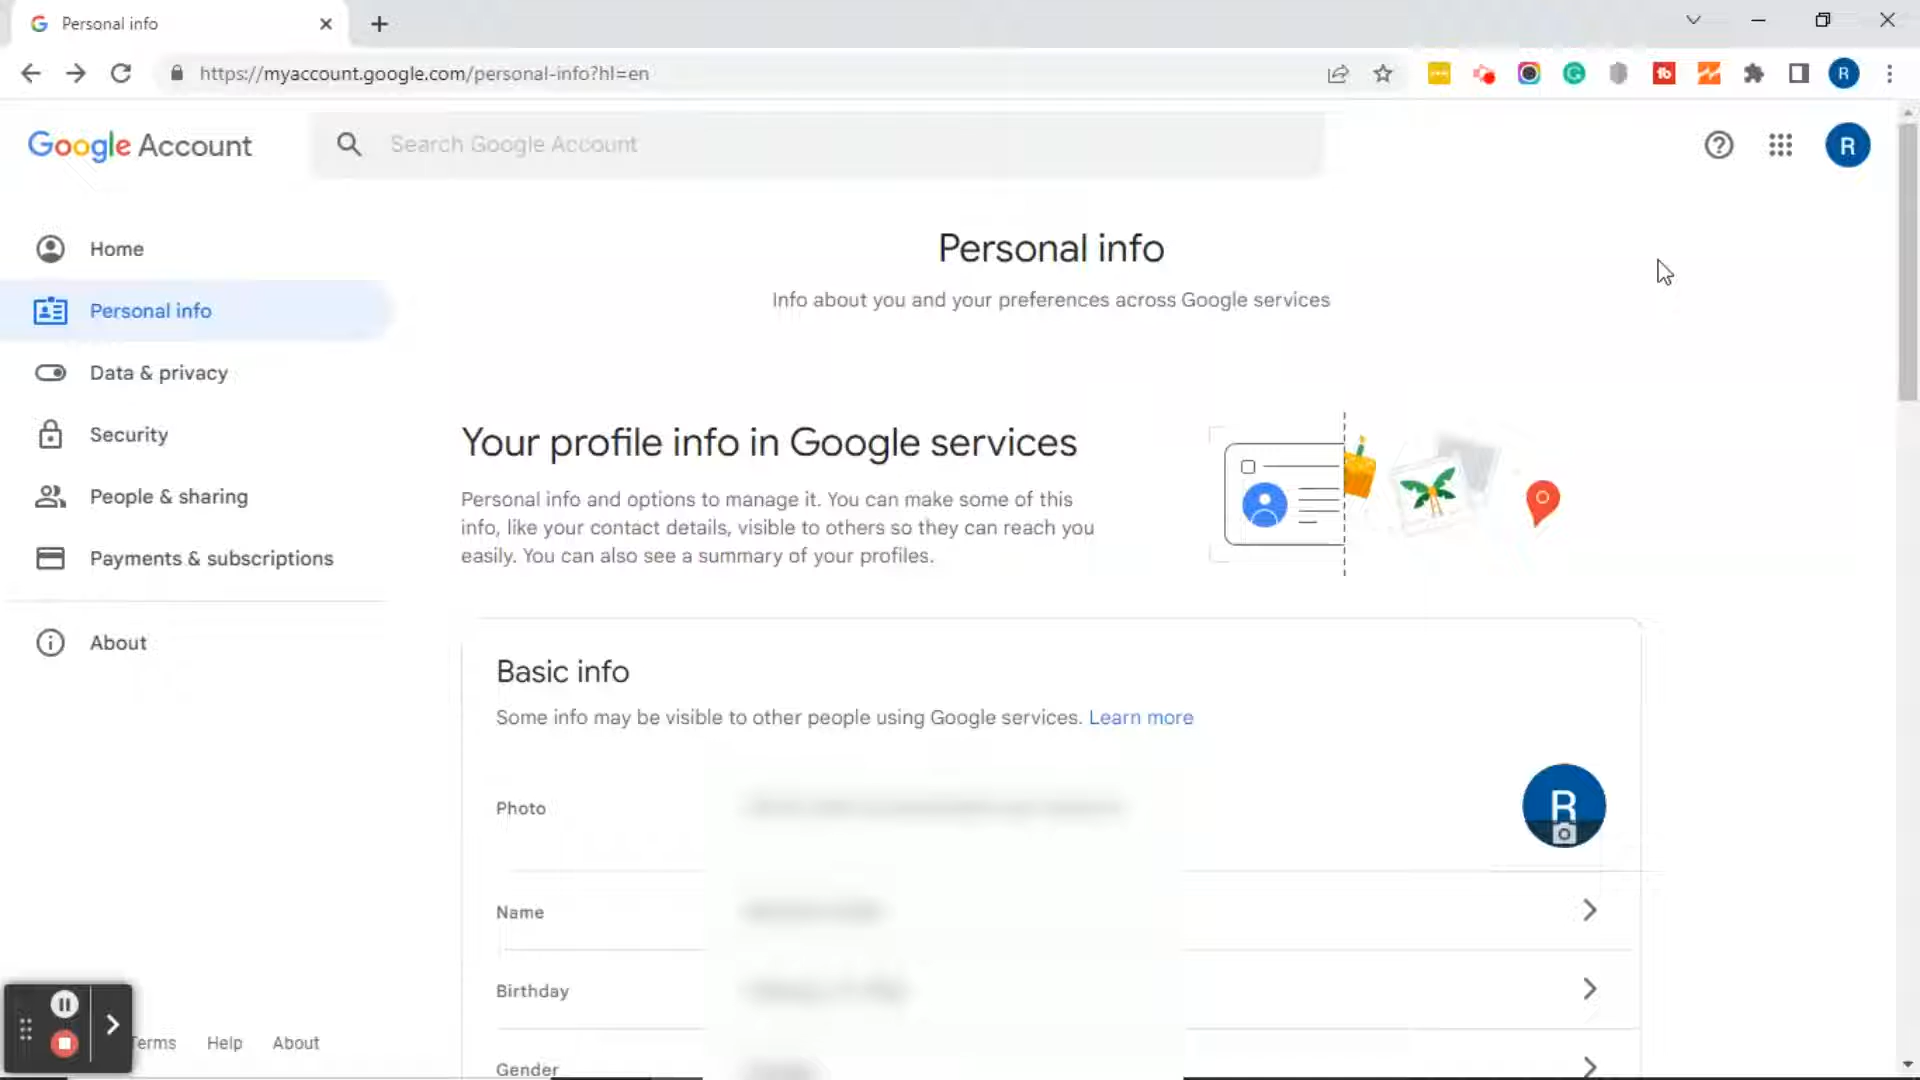 Personal info
https://myaccount.google.com/personal-info?hl=en
R
Google Account
Search Google Account
R
Home
Personal info
Data & privacy
Security
People & sharing
Payments & subscriptions
About
Personal info
Info about you and your preferences across Google services
Your profile info in Google services
Personal info and options to manage it. You can make some of this
info, like your contact details, visible to others so they can reach you
easily. You can also see a summary of your profiles.
Basic info
Some info may be visible to other people using Google services. Learn more
Photo
R
Name
Birthday
Gender
Terms Help About